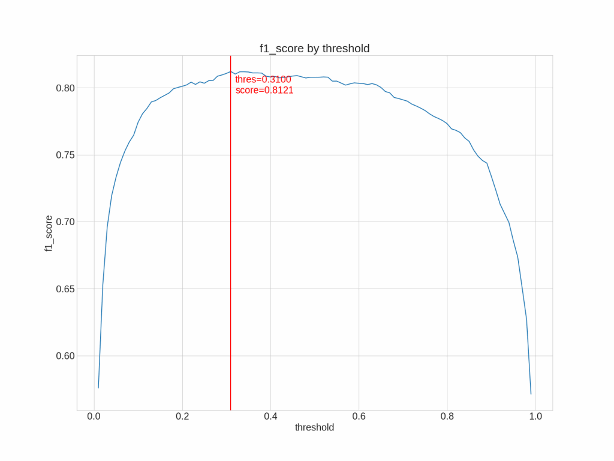 f1_score by threshold
thres=0.3100
score=0.8121
0.80
0.75
0.70
0.65
0.60
f1_score
0.0 0.2 0.4 0.6 0.8 1.0
threshold